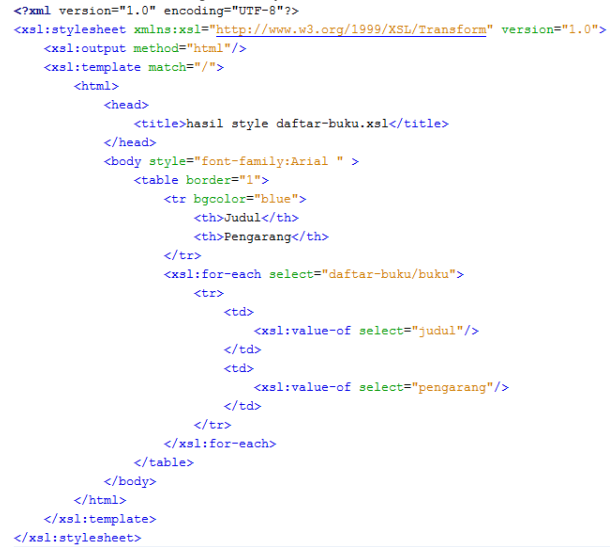 <?xml version="1.0" encoding="UTF-8"?>
<xsl:stylesheet xmlns:xsl="http://www.w3.org/1999/XSL/Transform" version="1.0">
    <xsl:output method="html"/>
    <xsl:template match="/">
        <html>
            <head>
                <title>hasil style daftar-buku.xsl</title>
            </head>
            <body style="font-family:Arial " >
                <table border="1">
                    <tr bgcolor="blue">
                        <th>Judul</th>
                        <th>Pengarang</th>
                    </tr>
                    <xsl:for-each select="daftar-buku/buku">
                        <tr>
                            <td>
                                <xsl:value-of select="judul"/>
                            </td>
                            <td>
                                <xsl:value-of select="pengarang"/>
                            </td>
                        </tr>
                    </xsl:for-each>
                </table>
            </body>
        </html>
    </xsl:template>
</xsl:stylesheet>